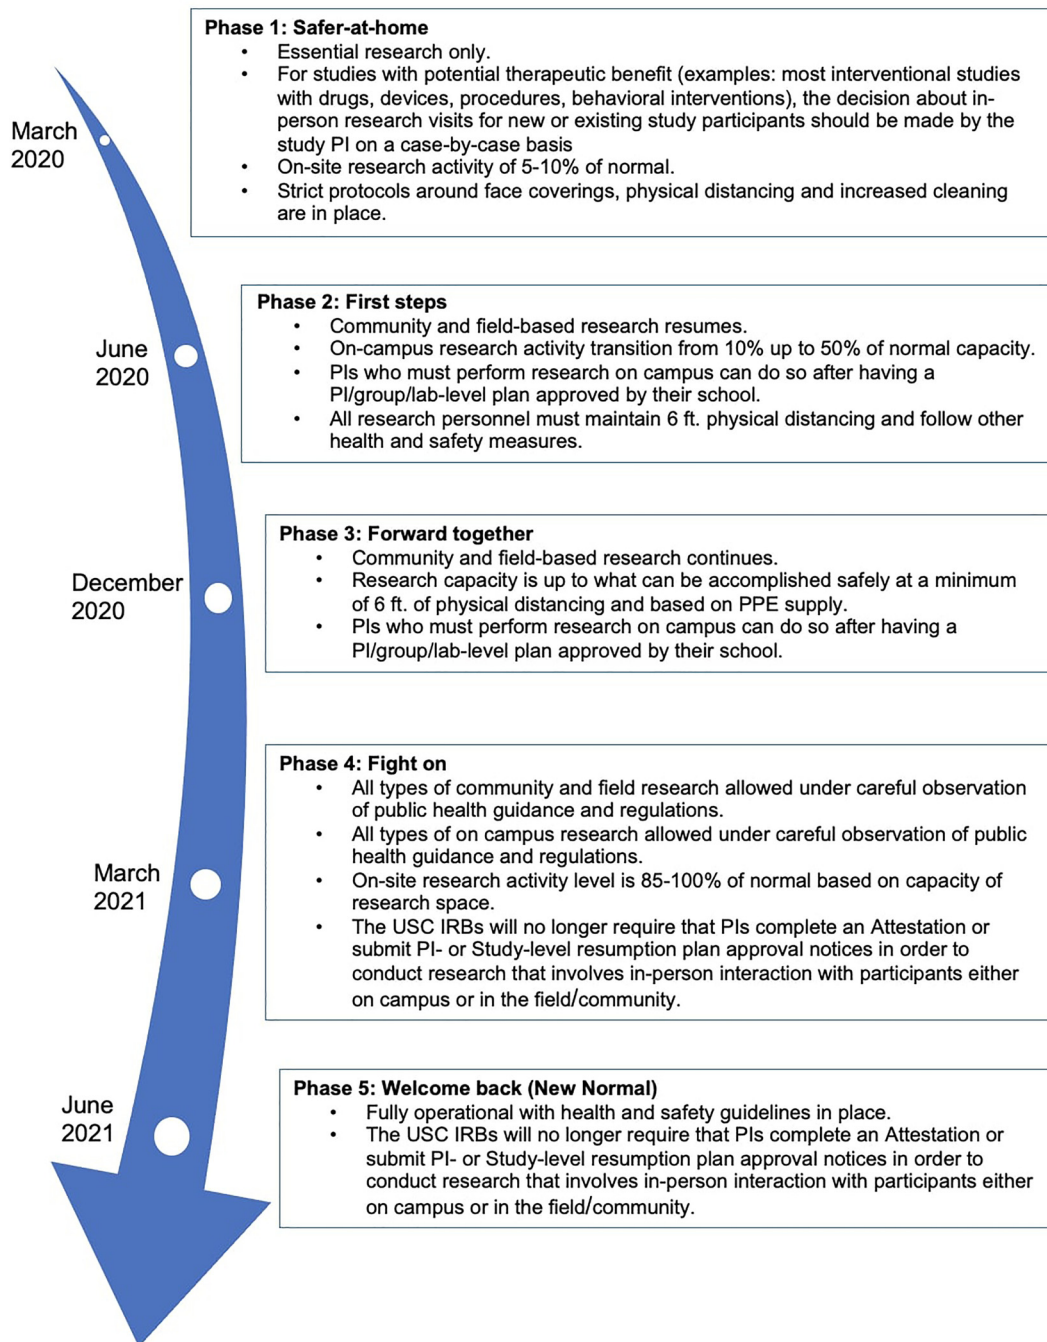 Phase 1: Safer-at-home
• Essential research only.
• For studies with potential therapeutic benefit (examples: most interventional studies
with drugs, devices, procedures, behavioral interventions), the decision about in-
person research visits for new or existing study participants should be made by the
study PI on a case-by-case basis
• On-site research activity of 5-10% of normal.
• Strict protocols around face coverings, physical distancing and increased cleaning
are in place.
March
2020
Phase 2: First steps
• Community and field-based research resumes.
• On-campus research activity transition from 10% up to 50% of normal capacity.
• PIs who must perform research on campus can do so after having a
PI/group/lab-level plan approved by their school.
• All research personnel must maintain 6 ft. physical distancing and follow other
health and safety measures.
June
2020
Phase 3: Forward together
• Community and field-based research continues.
• Research capacity is up to what can be accomplished safely at a minimum
of 6 ft. of physical distancing and based on PPE supply.
• PIs who must perform research on campus can do so after having a
PI/group/lab-level plan approved by their school.
December
2020
Phase 4: Fight on
• All types of community and field research allowed under careful observation
of public health guidance and regulations.
• All types of on campus research allowed under careful observation of public
health guidance and regulations.
• On-site research activity level is 85-100% of normal based on capacity of
research space.
• The USC IRBs will no longer require that PIs complete an Attestation or
submit PI- or Study-level resumption plan approval notices in order to
conduct research that involves in-person interaction with participants either
on campus or in the field/community.
March
2021
Phase 5: Welcome back (New Normal)
• Fully operational with health and safety guidelines in place.
• The USC IRBs will no longer require that PIs complete an Attestation or
submit PI- or Study-level resumption plan approval notices in order to
conduct research that involves in-person interaction with participants either
on campus or in the field/community.
June
2021